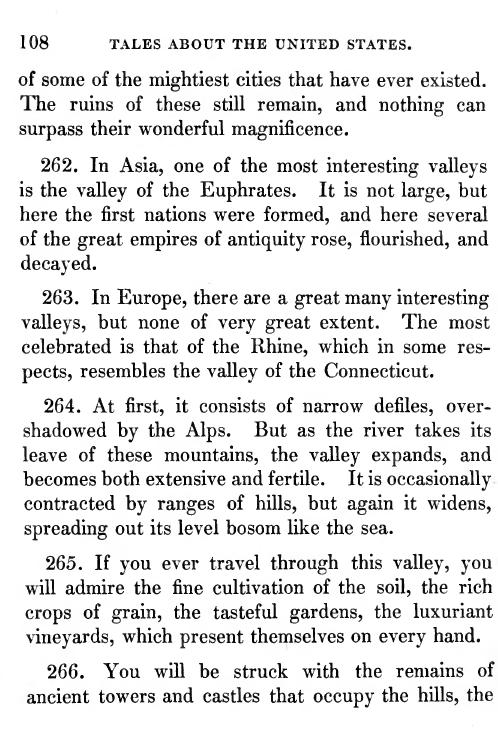 108 TALES ABOUT THE UNITED STATES.
of some of the mightiest cities that have ever existed.
The ruins of these still remain, and nothing can
surpass their wonderful magnificence.
262. In Asia, one of the most interesting valleys
is the valley of the Euphrates. It is not large, but
here the first nations were formed, and here several
of the great empires of antiquity rose, flourished, and
decayed.
263. In Europe, there are a great many interesting
valleys, but none of very great extent. The most
celebrated is that of the Rhine, which in some res-
pects, resembles the valley of the Connecticut.
264. At first, it consists of narrow defiles, over-
shadowed by the Alps. But as the river takes its
leave of these mountains, the valley expands, and
becomes both extensive and fertile. It is occasionally
contracted by ranges of hills, but again it widens,
spreading out its level bosom like the sea.
265. If you ever travel through this valley, you
will admire the fine cultivation of the soil, the rich
crops of grain, the tasteful gardens, the luxuriant
vineyards, which present themselves on every hand.
266. You will be struck with the remains of
ancient towers and castles that occupy the hills, the